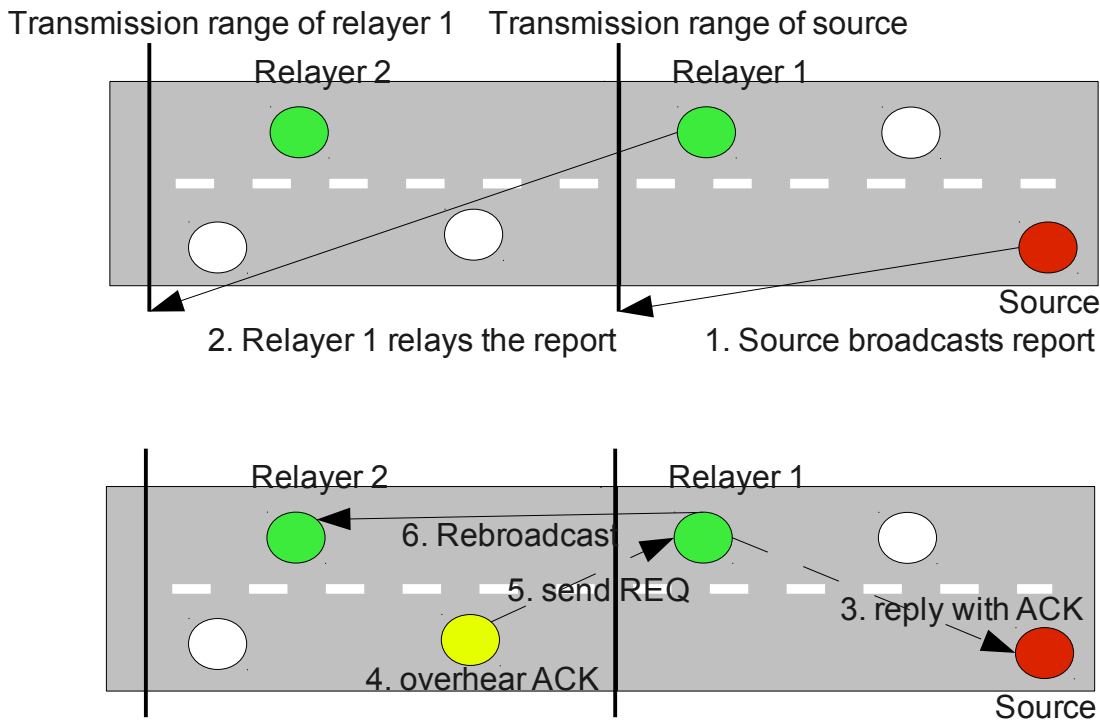 Transmission range of relayer 1
Transmission range of source
Relayer 2
Relayer 1
Source
2. Relayer 1 relays the report
1. Source broadcasts report
Relayer 2
Relayer 1
6. Rebroadcast
5. send REQ
3. reply with ACK
4. overhear ACK
Source